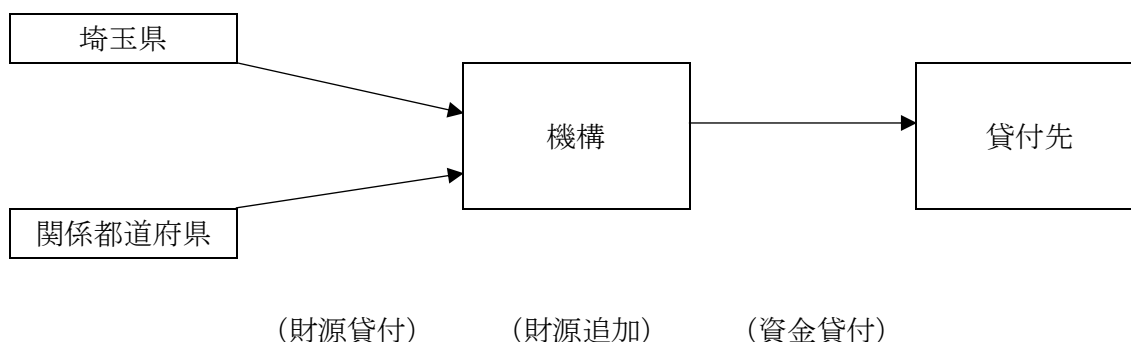 埼玉県
機構
貸付先
関係都道府県
（財源貸付）　（財源追加）　（資金貸付）